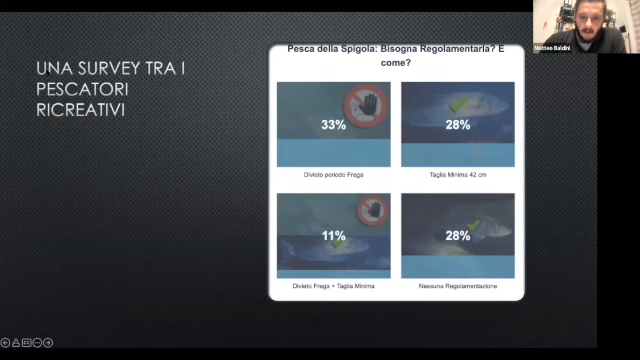 UNA SURVEY TRA I
PESCATORI
RICREATIVI
Pesca della Spigola: Bisogna Regolamentarla? E
come?
33%
Divieto periodo Frega
28%
Taglia Minima 42 cm
11%
Divieto Frega + Taglia Minima
28%
Nessuna Regolamentazione
Matteo Baldini